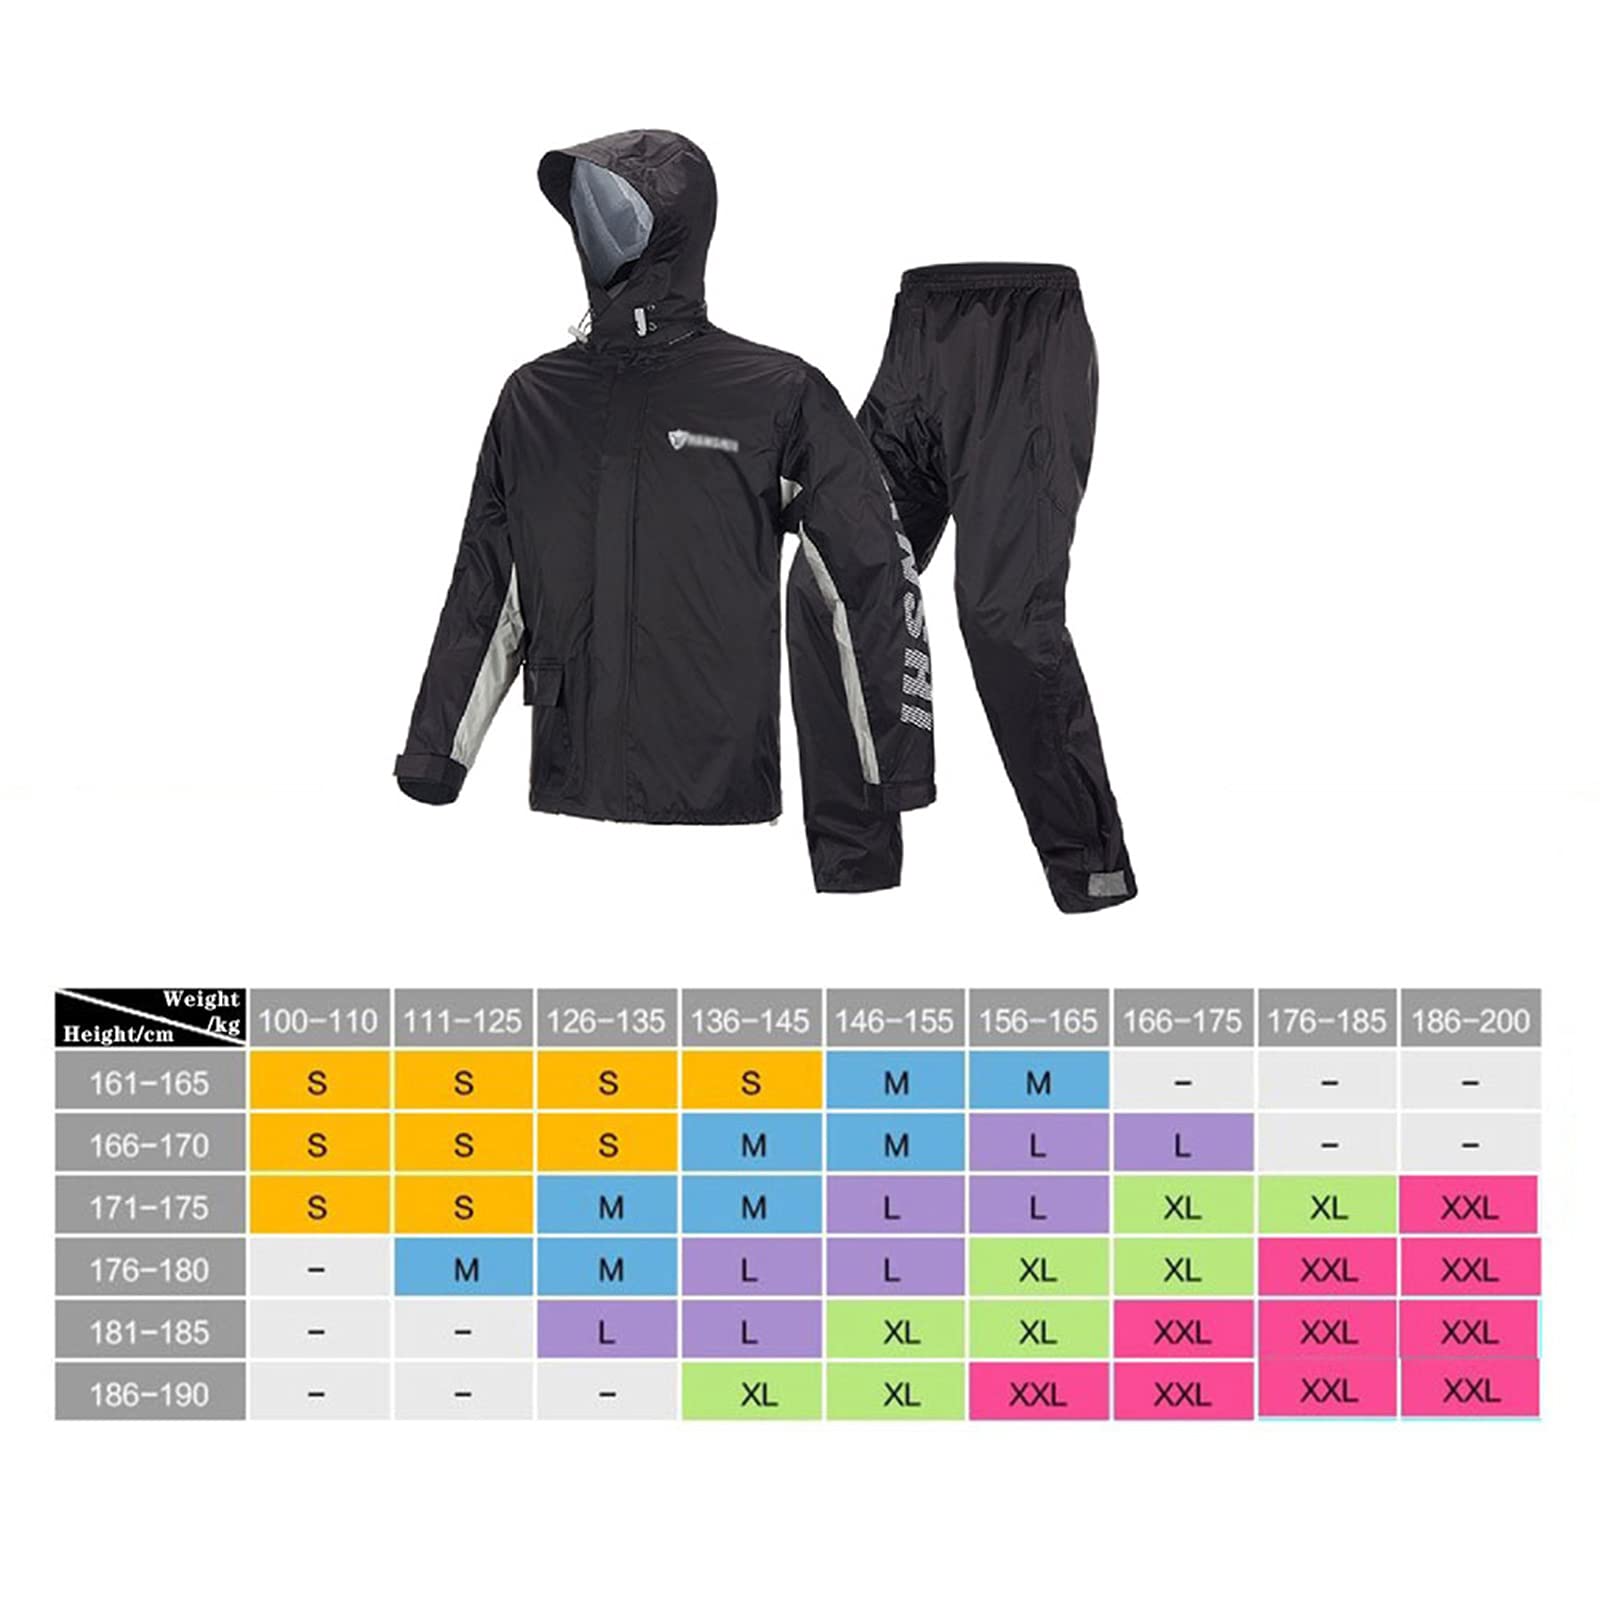 NSHI
Weight
/kg
Height/cm
100-110 111-125 126-135 136-145 146-155 156-165 166-175 176-185 186-200
161-165 S S S S M M - - -
166-170 S S S M M L L - -
171-175 S S M M L L XL XL XXL
176-180 - M M L L XL XL XXL XXL
181-185 - - L L XL XL XXL XXL XXL
186-190 - - - XL XL XXL XXL XXL XXL